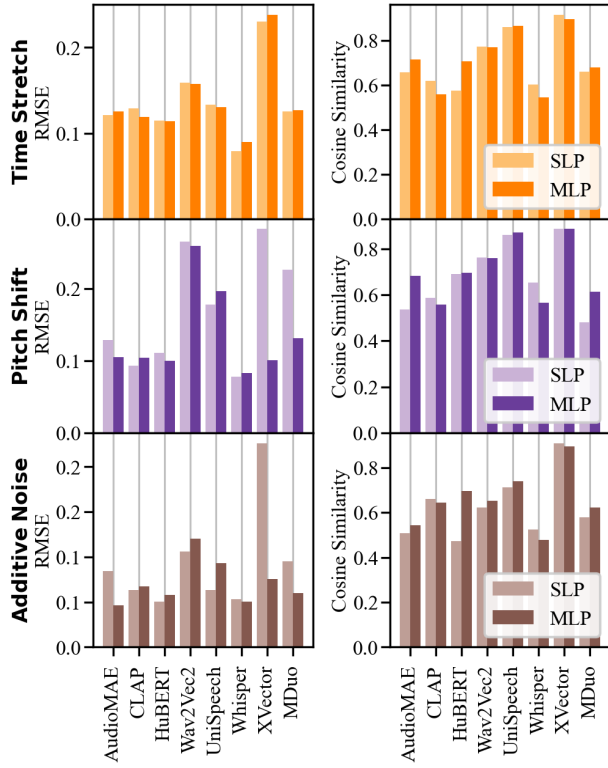 Time Stretch
RMSE
0.2
0.1
0.0
Cosine Similarity
0.8
0.6
0.4
0.2
0.0
SLP
MLP
Pitch Shift
RMSE
0.2
0.1
0.0
Cosine Similarity
0.8
0.6
0.4
0.2
0.0
SLP
MLP
Additive Noise
RMSE
0.2
0.2
0.1
0.1
0.0
Cosine Similarity
0.8
0.6
0.4
0.2
0.0
SLP
MLP
AudioMAE
CLAP
HuBERT
Wav2Vec2
UniSpeech
Whisper
XVector
MDuo
AudioMAE
CLAP
HuBERT
Wav2Vec2
UniSpeech
Whisper
XVector
MDuo